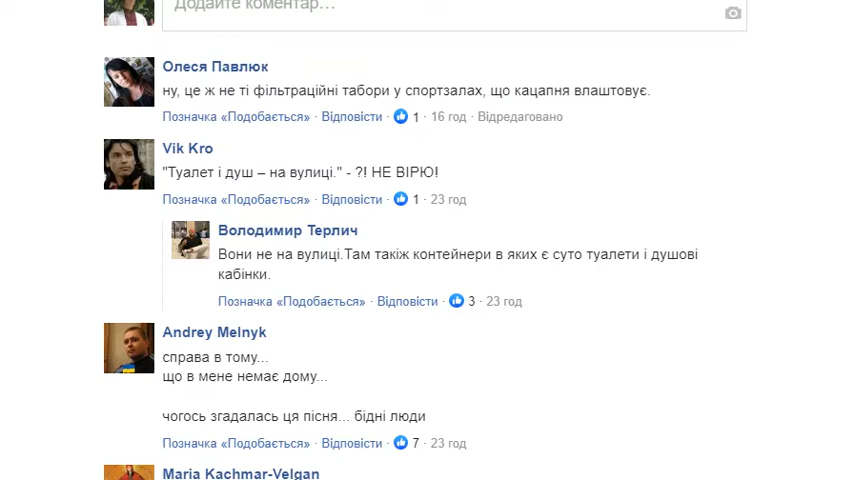 Додайте коментар…
Олеся Павлюк
ну, це ж не ті фільтраційні табори у спортзалах, що кацапня влаштовує.
Позначка «Подобається» · Відповісти · 1 · 16 год · Відредаговано
Vik Kro
"Туалет і душ – на вулиці." - ?! НЕ ВІРЮ!
Позначка «Подобається» · Відповісти · 1 · 23 год
Володимир Терлич
Вони не на вулиці.Там такіж контейнери в яких є суто туалети і душові
кабінки.
Позначка «Подобається» · Відповісти · 3 · 23 год
Andrey Melnyk
справа в тому...
що в мене немає дому...
чогось згадалась ця пісня... бідні люди
Позначка «Подобається» · Відповісти · 7 · 23 год
Maria Kachmar-Velgan